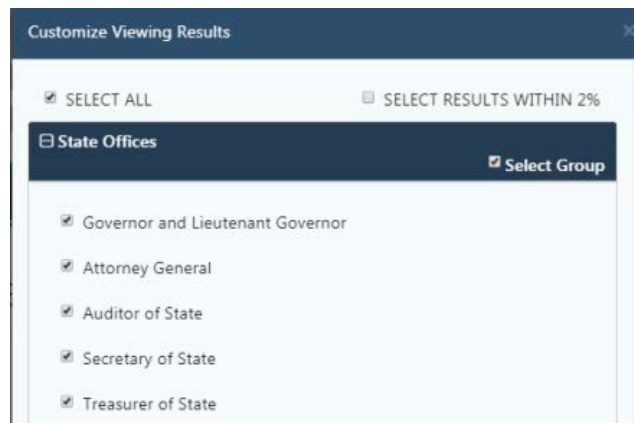 Customize Viewing Results
SELECT ALL SELECT RESULTS WITHIN 2%
State Offices
Select Group
Governor and Lieutenant Governor
Attorney General
Auditor of State
Secretary of State
Treasurer of State